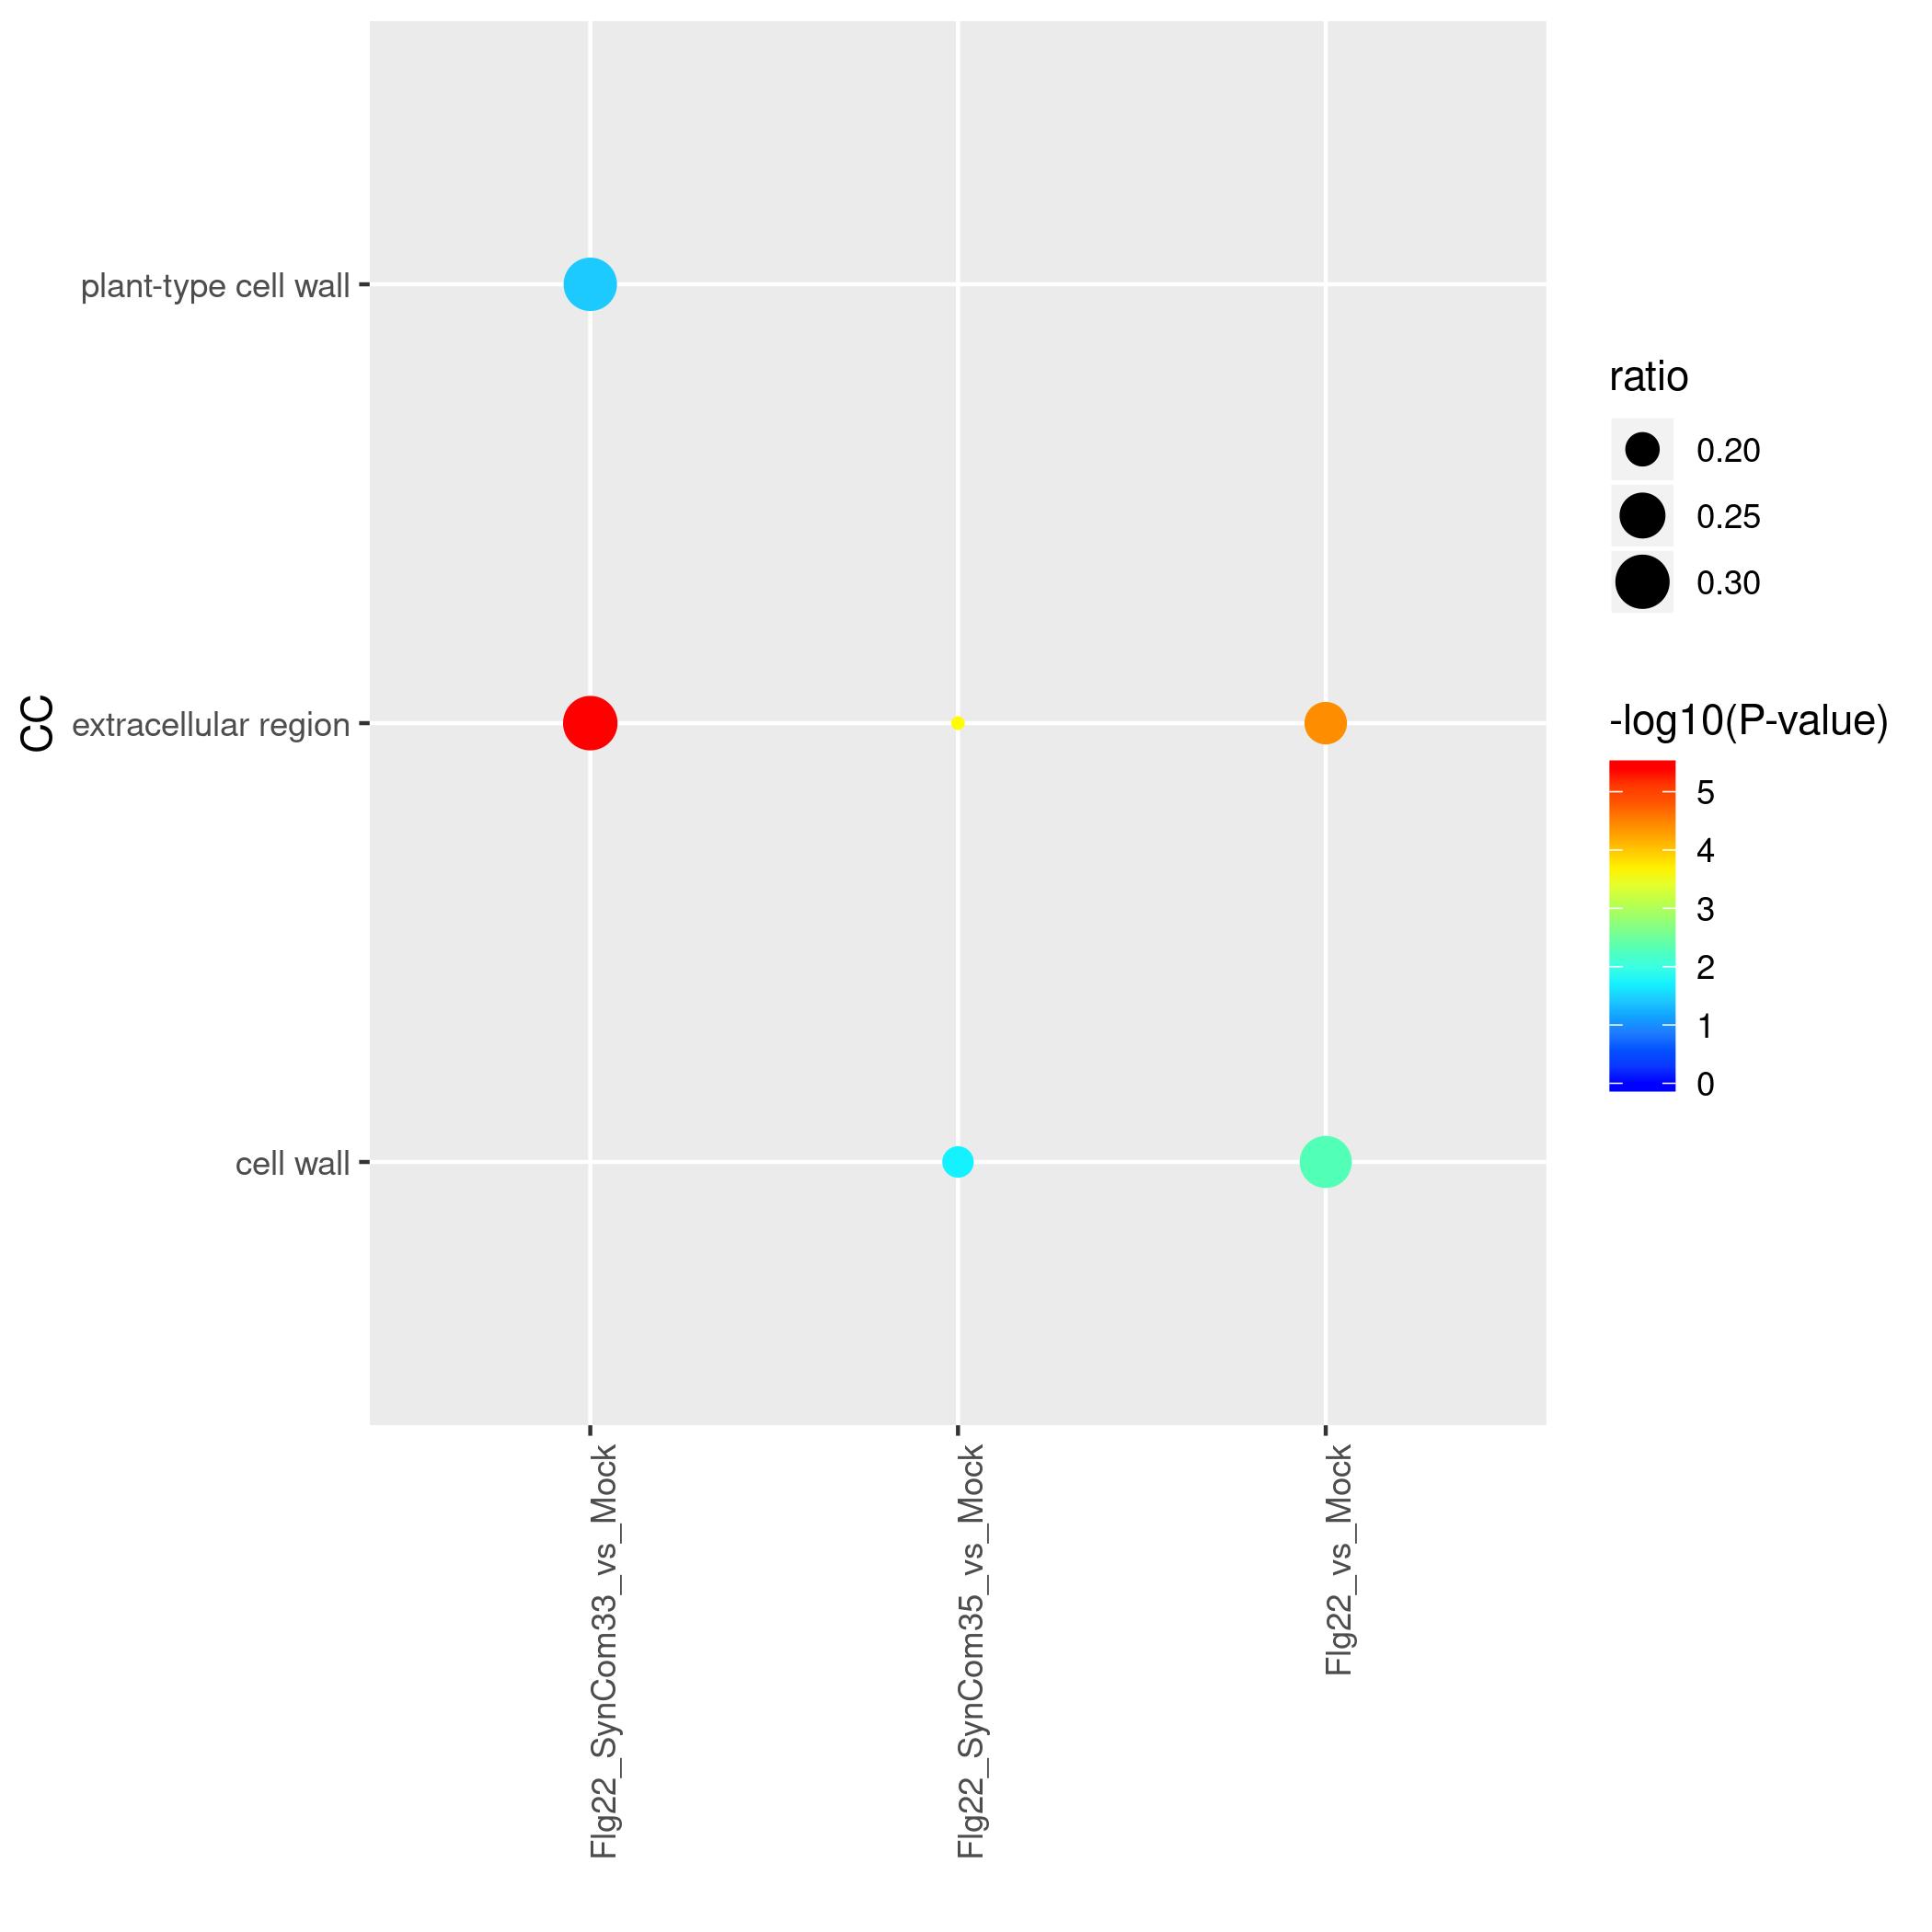 CC
plant-type cell wall
extracellular region
cell wall
Flg22_SynCom33_vs_Mock
Flg22_SynCom35_vs_Mock
Flg22_vs_Mock
ratio
0.20
0.25
0.30
-log10(P-value)
5
4
3
2
1
0